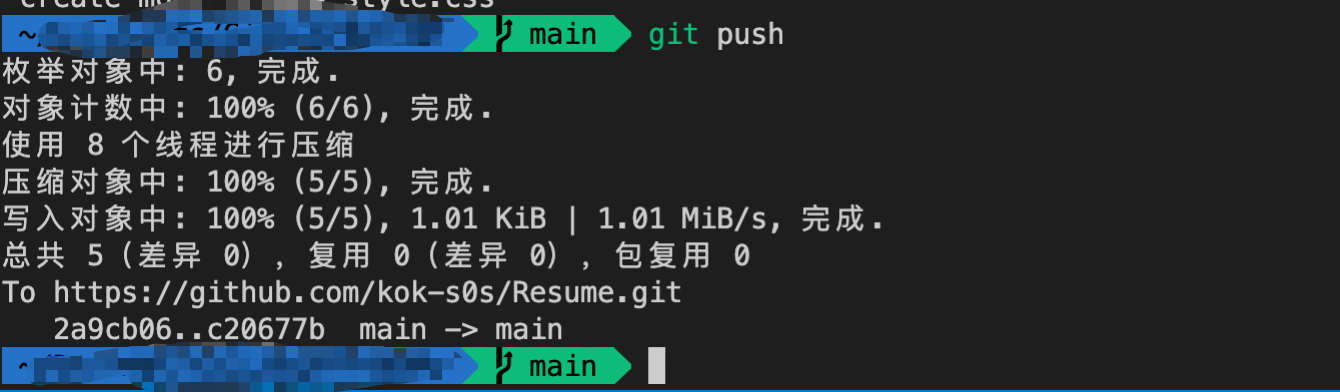 style.css
main git push
枚举对象中: 6, 完成.
对象计数中: 100% (6/6), 完成.
使用 8 个线程进行压缩
压缩对象中: 100% (5/5), 完成.
写入对象中: 100% (5/5), 1.01 KiB | 1.01 MiB/s, 完成.
总共 5（差异 0），复用 0（差异 0），包复用 0
To https://github.com/kok-s0s/Resume.git
2a9cb06..c20677b  main -> main
main